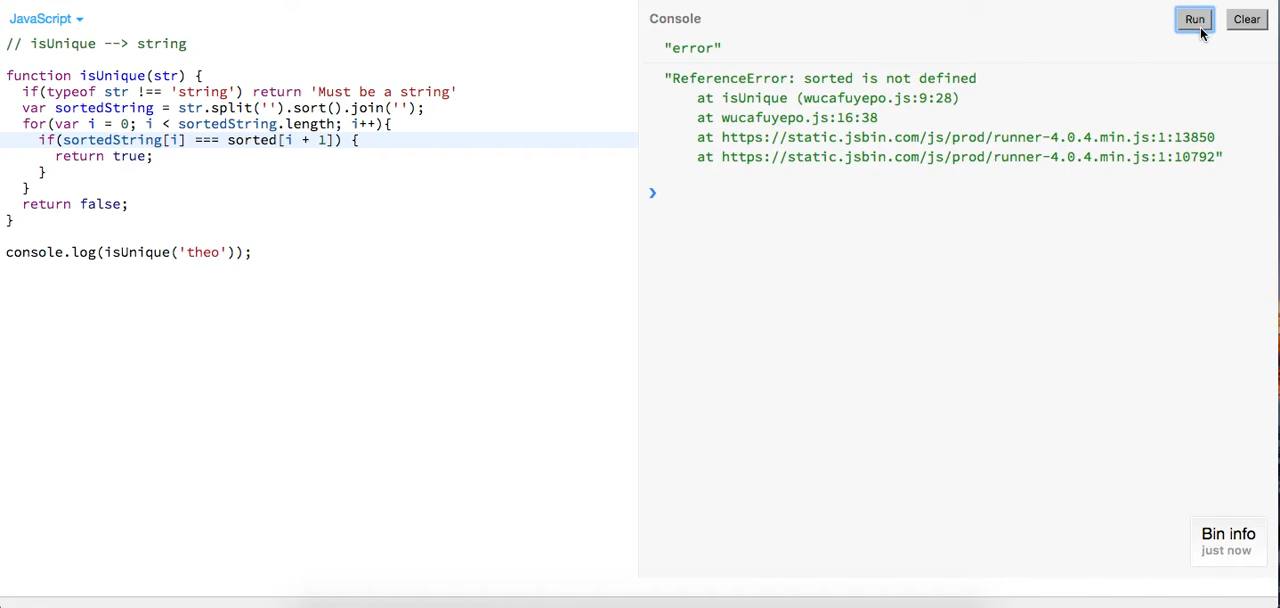 JavaScript
// isUnique --> string
function isUnique(str) {
if(typeof str !== 'string') return 'Must be a string'
var sortedString = str.split('').sort().join('');
for(var i = 0; i < sortedString.length; i++){
if(sortedString[i] === sorted[i + 1]) {
return true;
}
}
return false;
}
console.log(isUnique('theo'));
Console
Run
Clear
"error"
"ReferenceError: sorted is not defined
at isUnique (wucafuyepo.js:9:28)
at wucafuyepo.js:16:38
at https://static.jsbin.com/js/prod/runner-4.0.4.min.js:1:13850
at https://static.jsbin.com/js/prod/runner-4.0.4.min.js:1:10792"
Bin info
just now